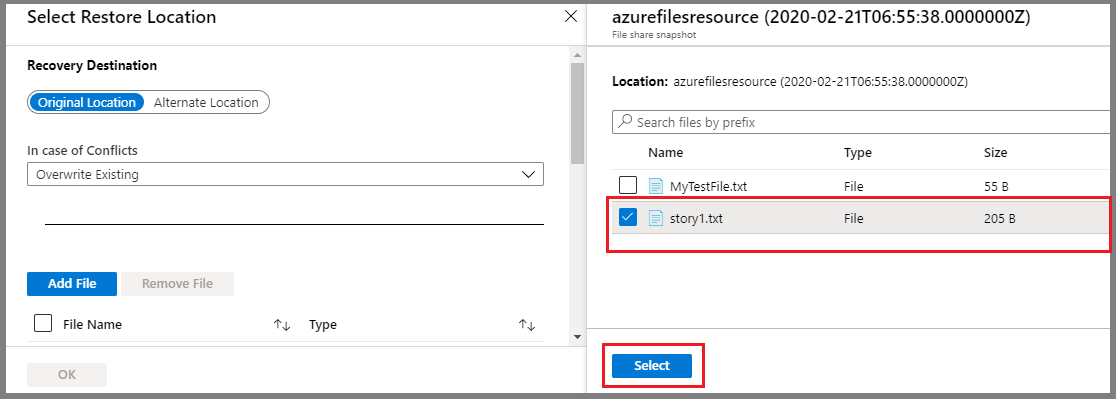 Select Restore Location
Recovery Destination
Original Location Alternate Location
In case of Conflicts
Overwrite Existing
Add File Remove File
File Name Type
OK
azurefilesresource (2020-02-21T06:55:38.0000000Z)
File share snapshot
Location: azurefilesresource (2020-02-21T06:55:38.0000000Z)
Search files by prefix
Name Type Size
MyTestFile.txt File 55 B
story1.txt File 205 B
Select